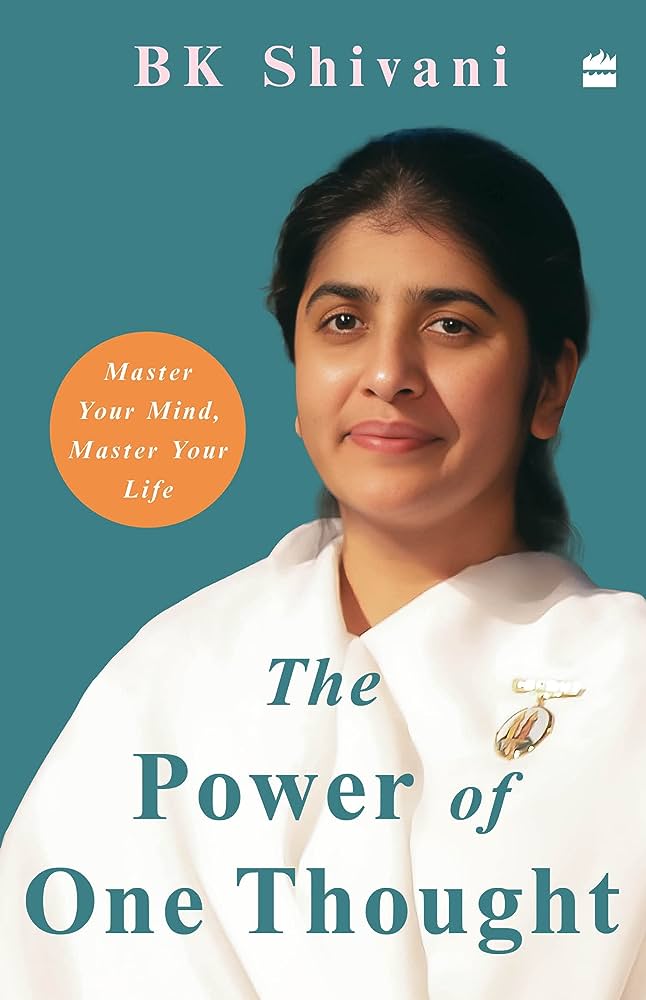 BK Shivani
Master
Your Mind,
Master Your
Life
The
Power of
One Thought